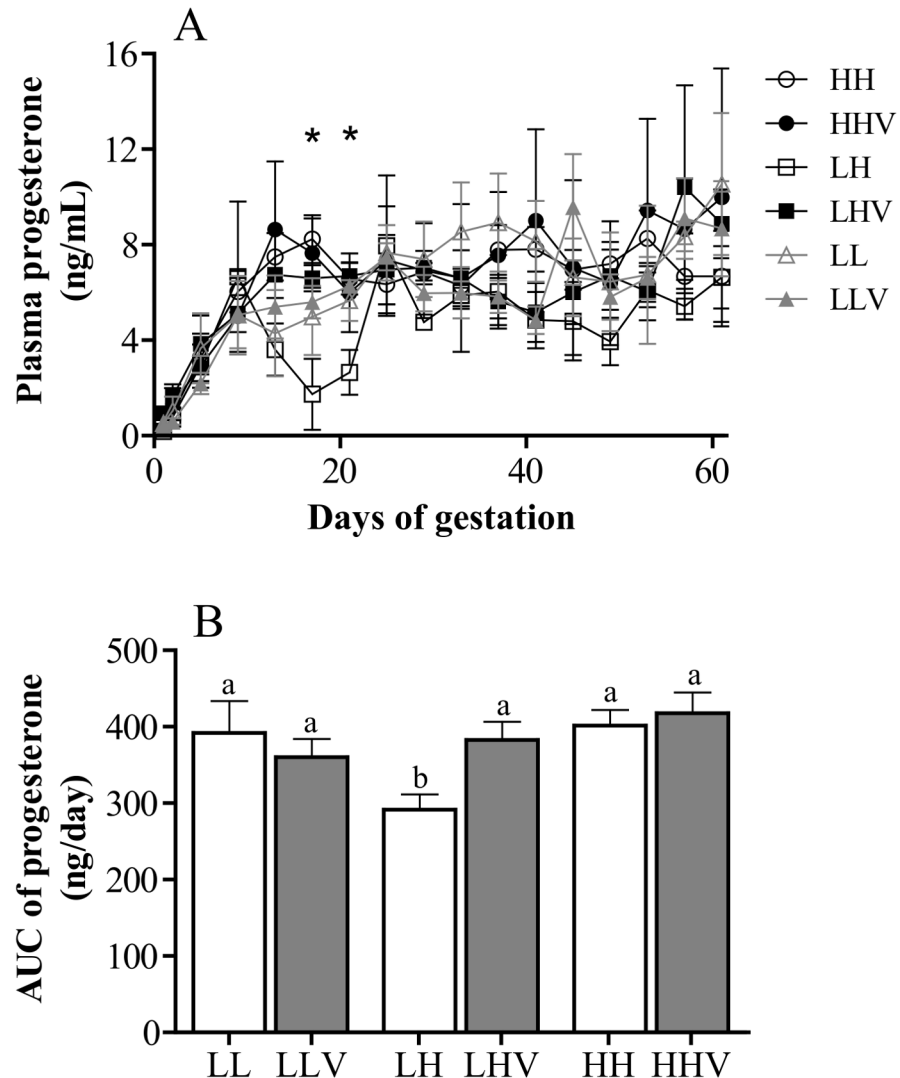 A
Plasma progesterone
(ng/mL)
16
12
8
4
0
* *
0 20 40 60
Days of gestation
HH
HHV
LH
LHV
LL
LLV
B
AUC of progesterone
(ng/day)
500
400
300
200
100
0
a a b a a a
LL LLV LH LHV HH HHV